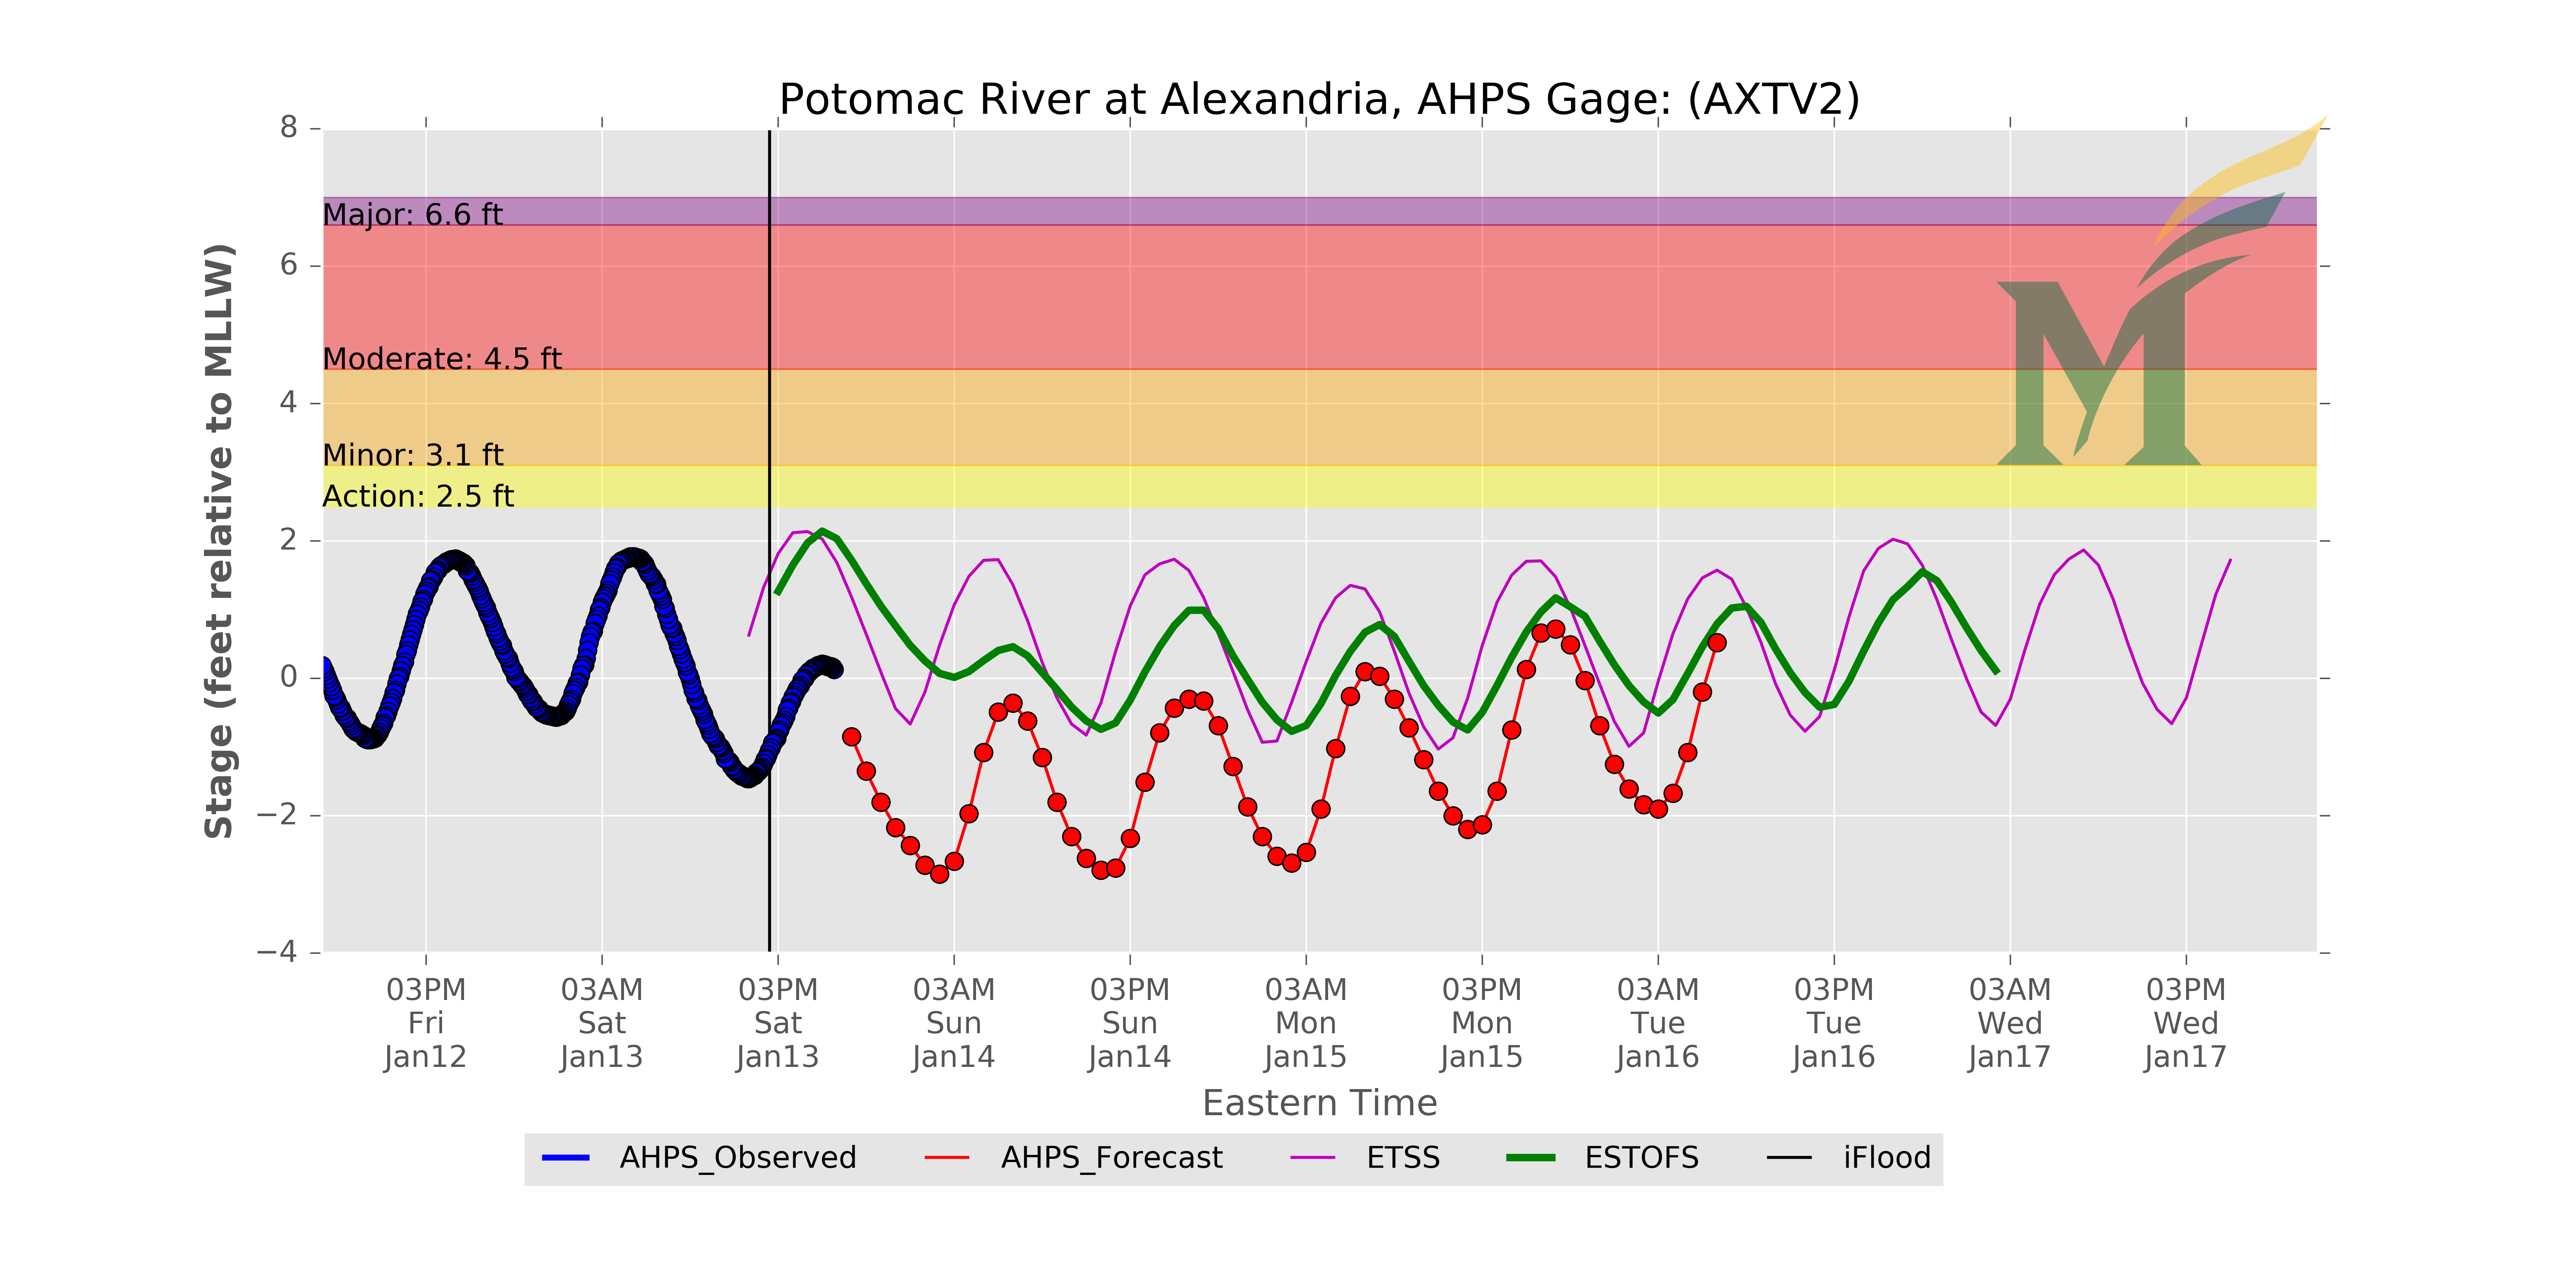 Potomac River at Alexandria, AHPS Gage: (AXTV2)
Stage (feet relative to MLLW)
8
6
4
2
0
−2
−4
Major: 6.6 ft
Moderate: 4.5 ft
Minor: 3.1 ft
Action: 2.5 ft
M
03PM 03AM 03PM 03AM 03PM 03AM 03PM 03AM 03PM 03AM 03PM
Fri Sat Sat Sun Sun Mon Mon Tue Tue Wed Wed
Jan12 Jan13 Jan13 Jan14 Jan14 Jan15 Jan15 Jan16 Jan16 Jan17 Jan17
Eastern Time
AHPS_Observed AHPS_Forecast ETSS ESTOFS iFlood